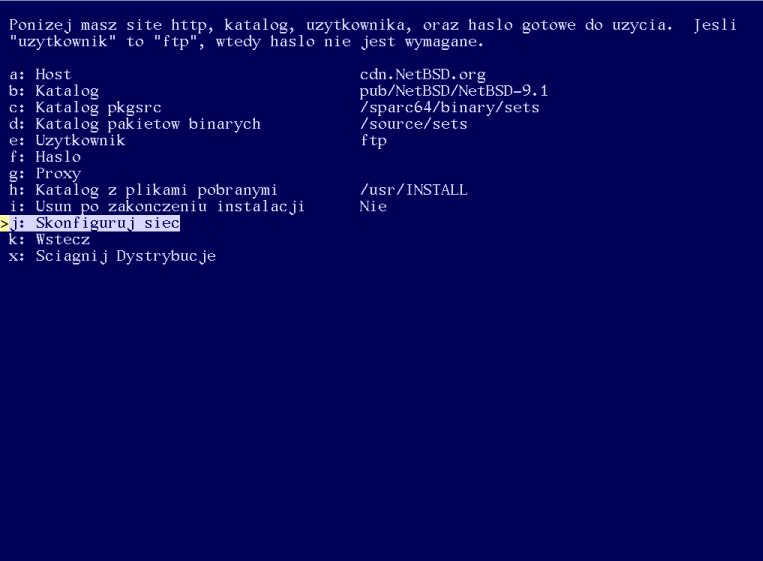 Ponizej masz site http, katalog, uzytkownika, oraz haslo gotowe do uzycia.  Jesli
"uzytkownik" to "ftp", wtedy haslo nie jest wymagane.
a: Host cdn.NetBSD.org
b: Katalog pub/NetBSD/NetBSD-9.1
c: Katalog pkgsrc /sparc64/binary/sets
d: Katalog pakietow binarych /source/sets
e: Uzytkownik ftp
f: Haslo
g: Proxy
h: Katalog z plikami pobranymi /usr/INSTALL
i: Usun po zakonczeniu instalacji Nie
>j: Skonfiguruj siec
k: Wstecz
x: Sciagnij Dystrybucje